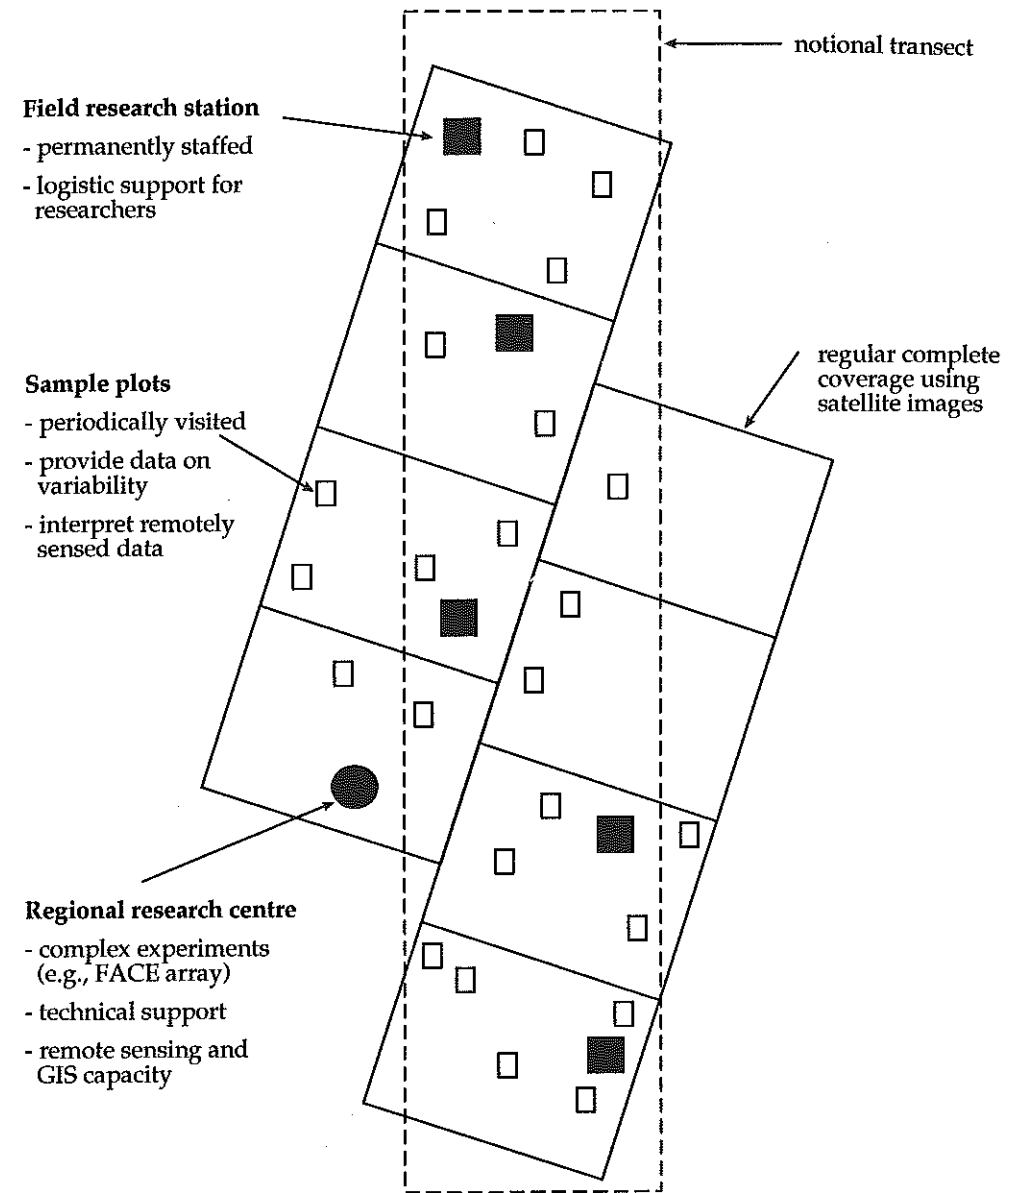 notional transect
Field research station
- permanently staffed
- logistic support for
researchers
regular complete
coverage using
satellite images
Sample plots
- periodically visited
- provide data on
variability
- interpret remotely
sensed data
Regional research centre
- complex experiments
(e.g., FACE array)
- technical support
- remote sensing and
GIS capacity